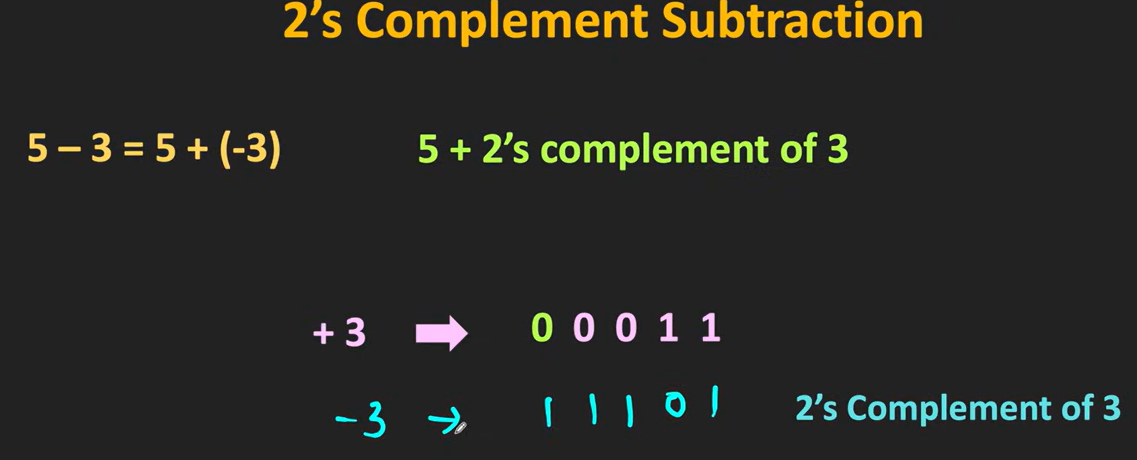 2's Complement Subtraction
5 – 3 = 5 + (-3) 5 + 2's complement of 3
+ 3 → 0 0 0 1 1
-3 → 1 1 1 0 1 2's Complement of 3